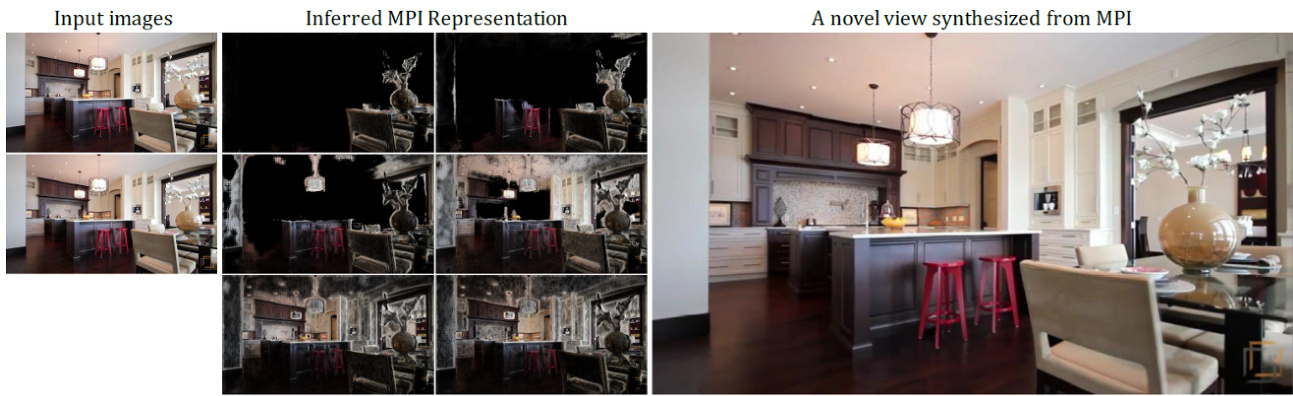 Input images
Inferred MPI Representation
A novel view synthesized from MPI